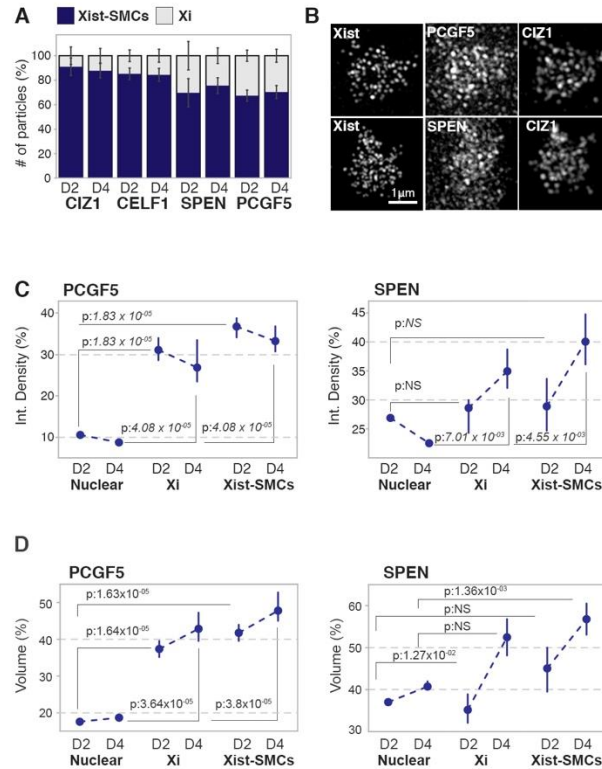 A
Xist-SMCs Xi
# of particles (%)
100
80
60
40
20
0
D2 D4 D2 D4 D2 D4 D2 D4
CIZ1 CELF1 SPEN PCGF5
B
Xist PCGF5 CIZ1
Xist SPEN CIZ1
1µm
C
PCGF5
Int. Density (%)
40
30
20
10
p:1.83 x 10-05
p:1.83 x 10-05
p:4.08 x 10-05 p:4.08 x 10-05
D2 D4 D2 D4 D2 D4
Nuclear Xi Xist-SMCs
SPEN
Int. Density (%)
45
40
35
30
25
p:NS
p:NS
p:7.01 x 10-03 p:4.55 x 10-03
D2 D4 D2 D4 D2 D4
Nuclear Xi Xist-SMCs
D
PCGF5
Volume (%)
50
40
30
20
p:1.63x10-05
p:1.64x10-05
p:3.64x10-05 p:3.8x10-05
D2 D4 D2 D4 D2 D4
Nuclear Xi Xist-SMCs
SPEN
Volume (%)
60
50
40
30
p:1.36x10-03
p:NS
p:NS
p:1.27x10-02
D2 D4 D2 D4 D2 D4
Nuclear Xi Xist-SMCs